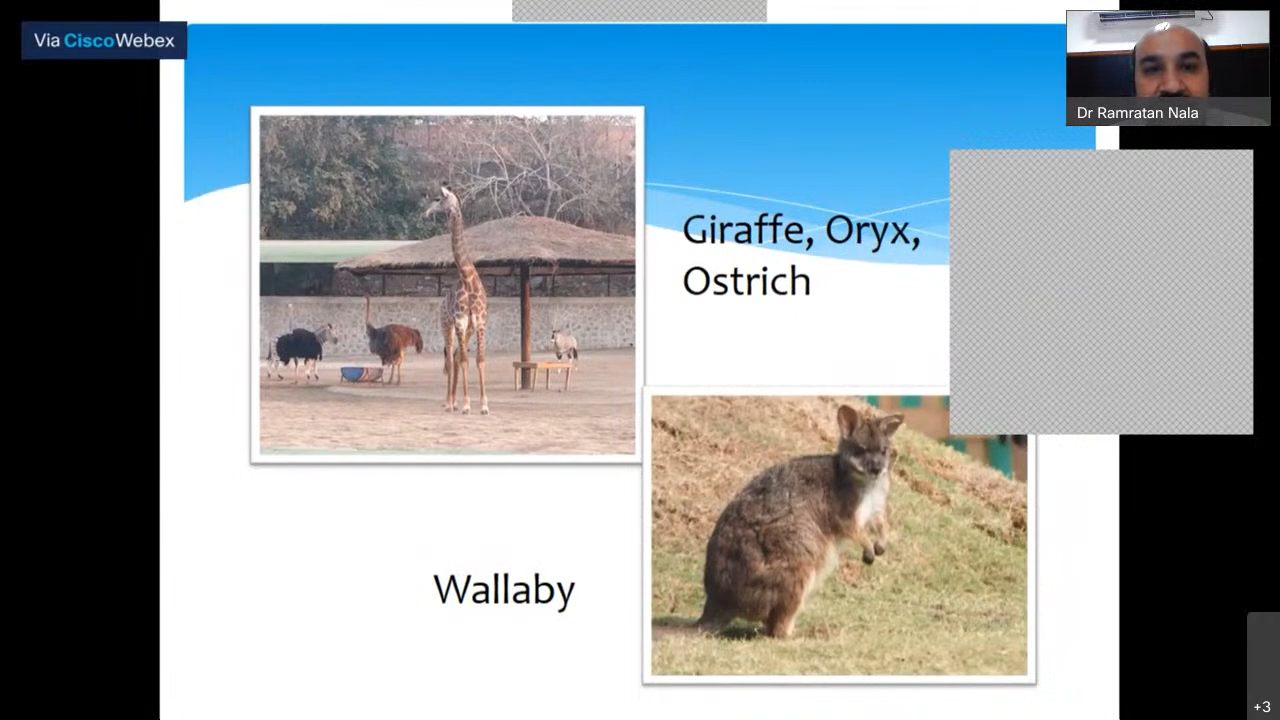 Via CiscoWebex
Dr Ramratan Nala
Giraffe, Oryx,
Ostrich
Wallaby
+3